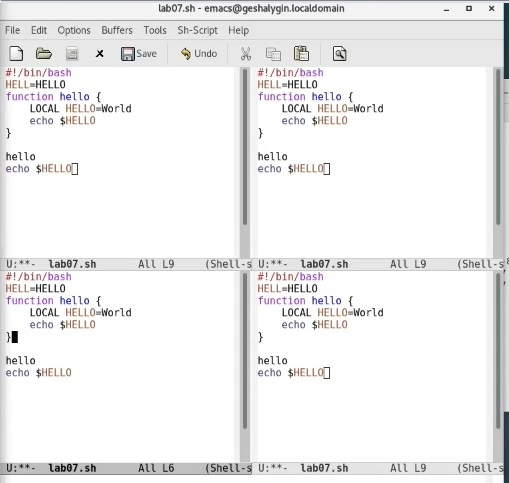 lab07.sh - emacs@geshalygin.localdomain
File Edit Options Buffers Tools Sh-Script Help
Save Undo
#!/bin/bash
HELL=HELLO
function hello {
    LOCAL HELLO=World
    echo $HELLO
}
hello
echo $HELLO
U:**- lab07.sh All L9 (Shell-s
#!/bin/bash
HELL=HELLO
function hello {
    LOCAL HELLO=World
    echo $HELLO
}
hello
echo $HELLO
U:**- lab07.sh All L9 (Shell-s
#!/bin/bash
HELL=HELLO
function hello {
    LOCAL HELLO=World
    echo $HELLO
}
hello
echo $HELLO
U:**- lab07.sh All L6 (Shell-s
#!/bin/bash
HELL=HELLO
function hello {
    LOCAL HELLO=World
    echo $HELLO
}
hello
echo $HELLO
U:**- lab07.sh All L9 (Shell-s